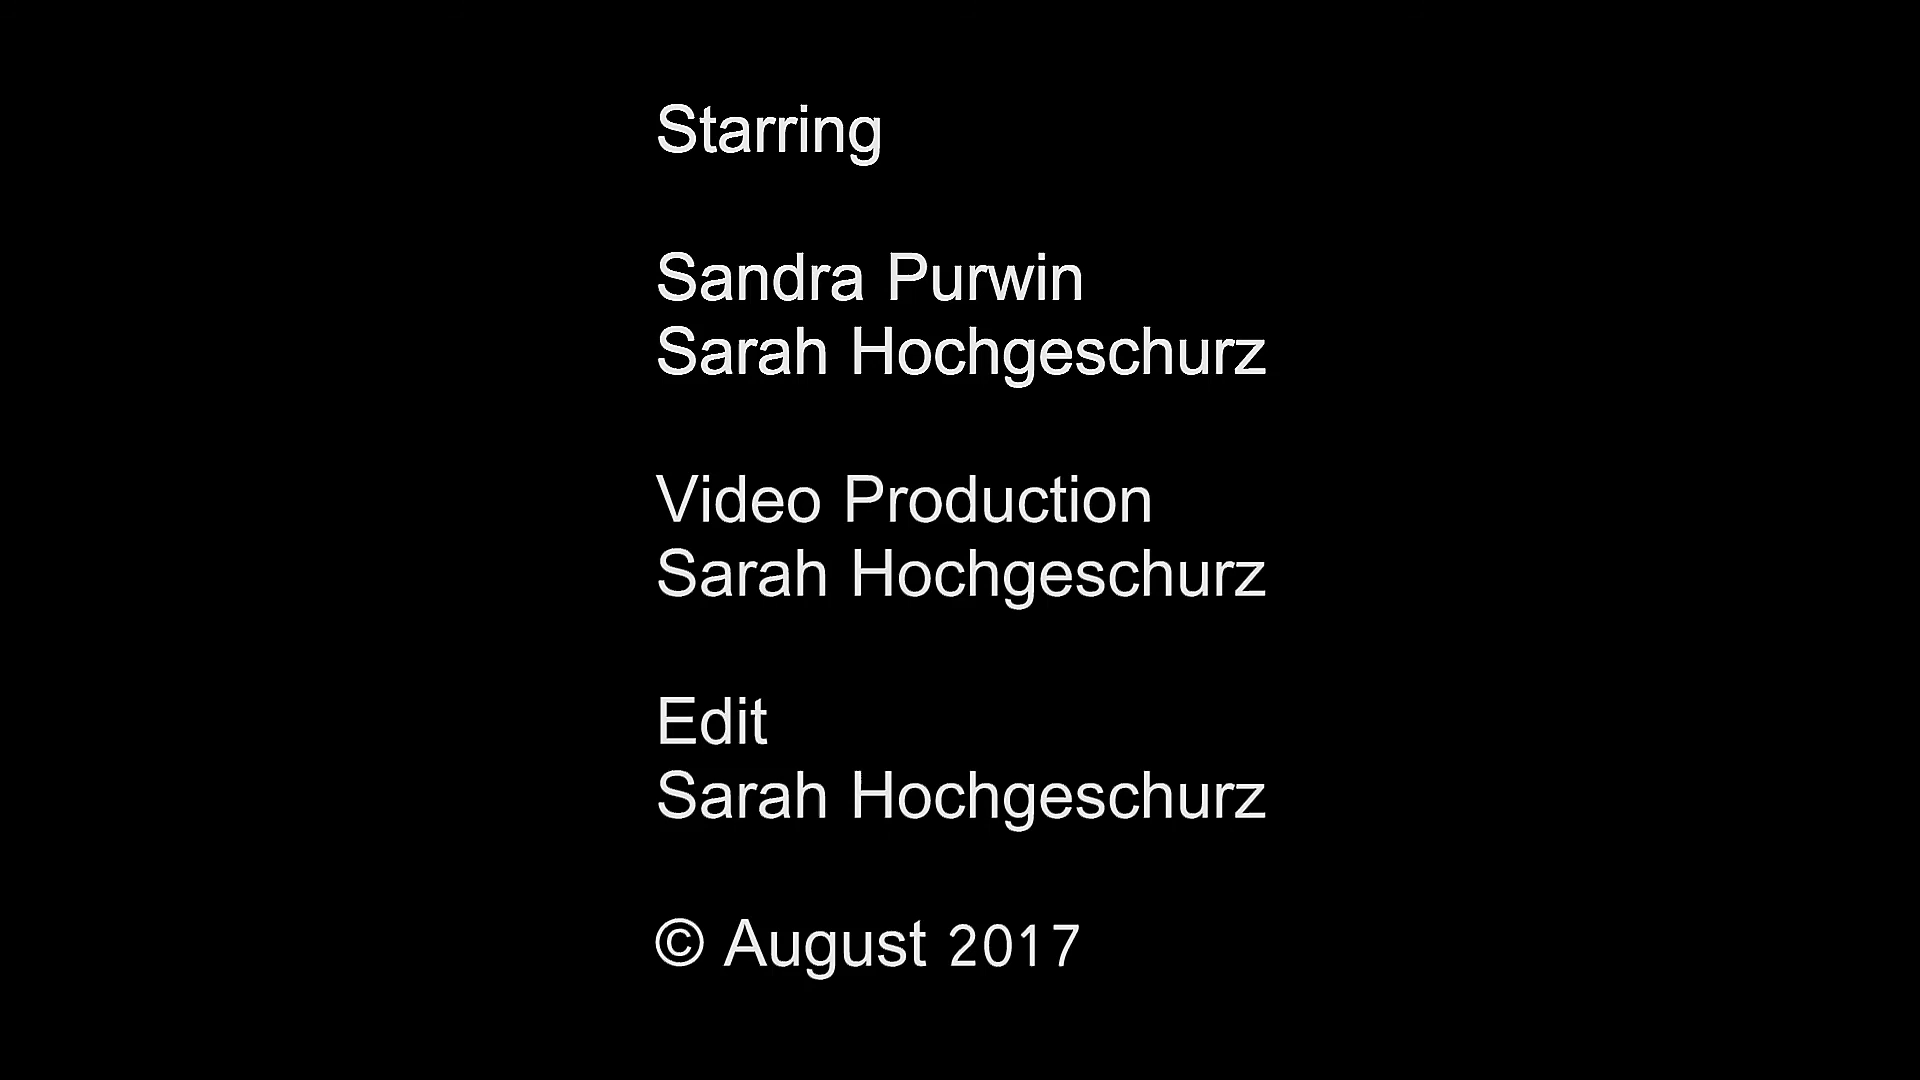 Starring
Sandra Purwin
Sarah Hochgeschurz
Video Production
Sarah Hochgeschurz
Edit
Sarah Hochgeschurz
© August 2017